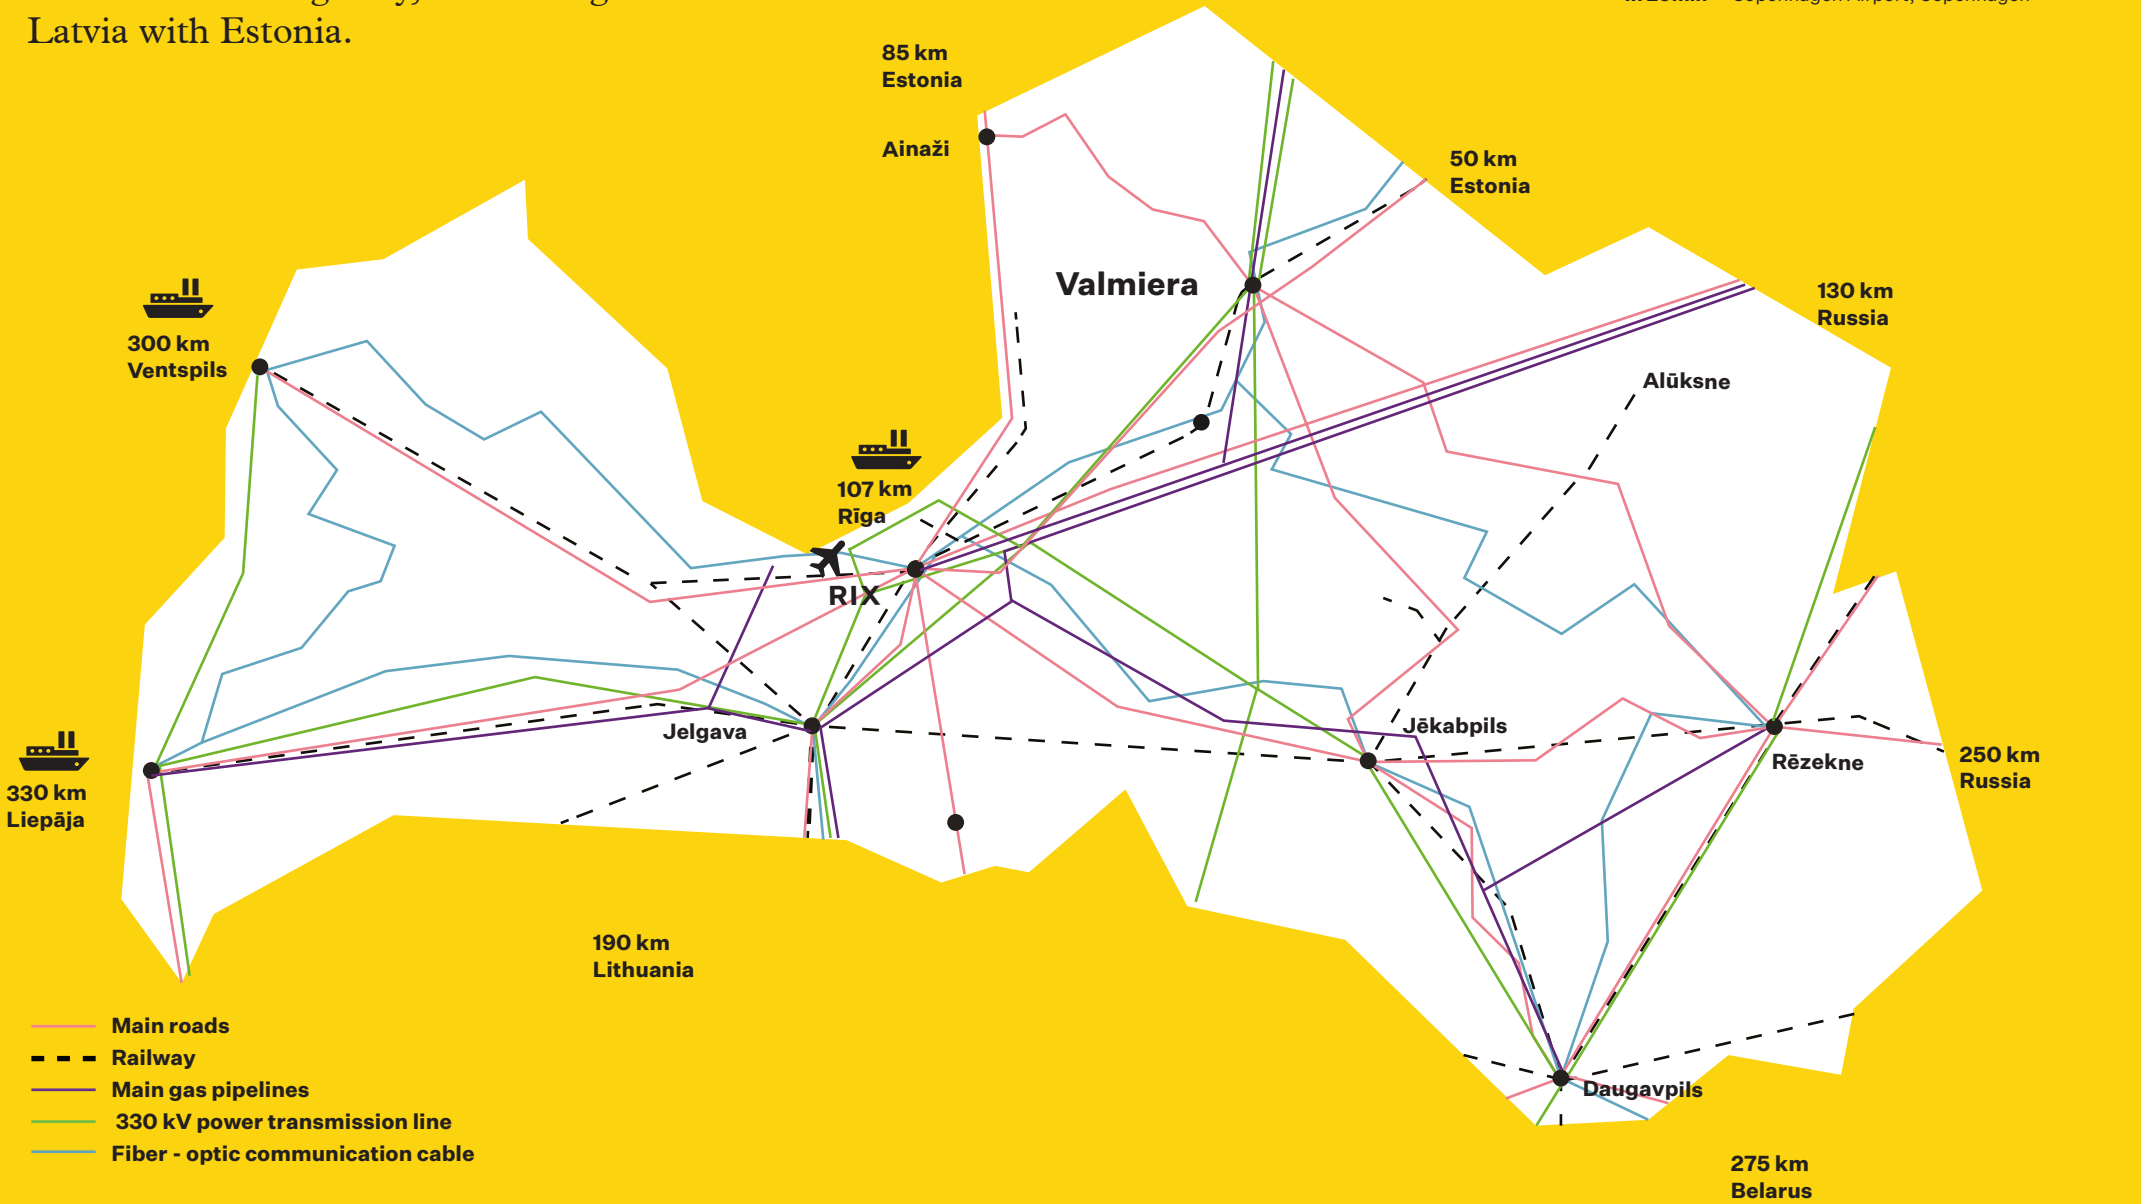 Latvia with Estonia.
85 km
Estonia
Ainaži
50 km
Estonia
Valmiera
130 km
Russia
300 km
Ventspils
Alūksne
107 km
Rīga
RIX
Jelgava
Jēkabpils
Rēzekne
250 km
Russia
330 km
Liepāja
190 km
Lithuania
Main roads
Railway
Main gas pipelines
330 kV power transmission line
Fiber - optic communication cable
Daugavpils
275 km
Belarus